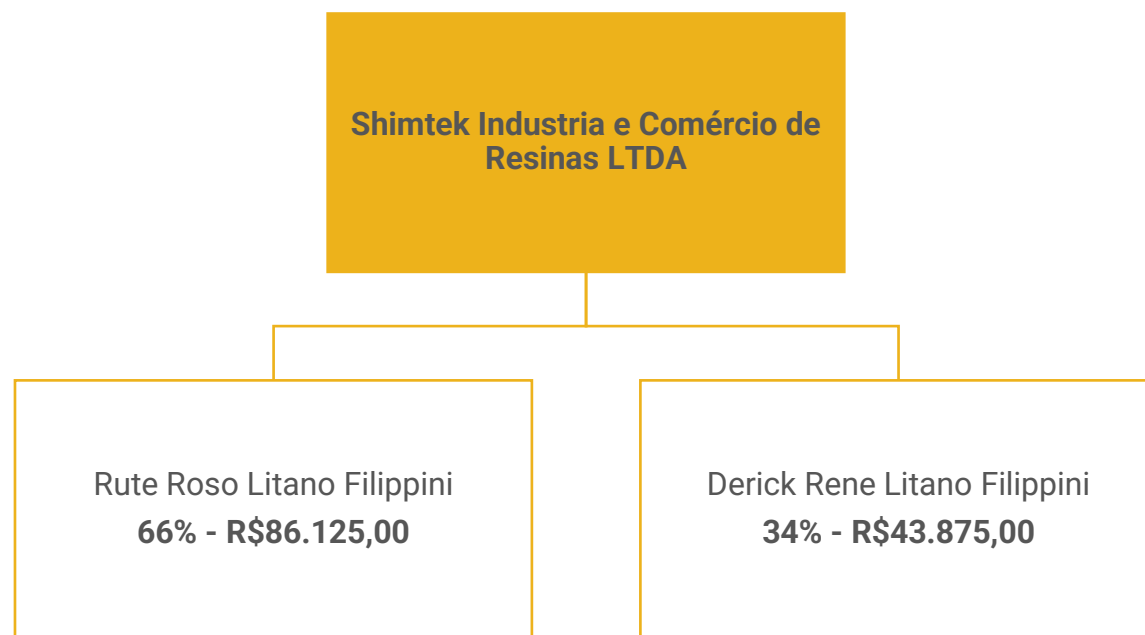 Shimtek Industria e Comércio de
Resinas LTDA
Rute Roso Litano Filippini
66% - R$86.125,00
Derick Rene Litano Filippini
34% - R$43.875,00